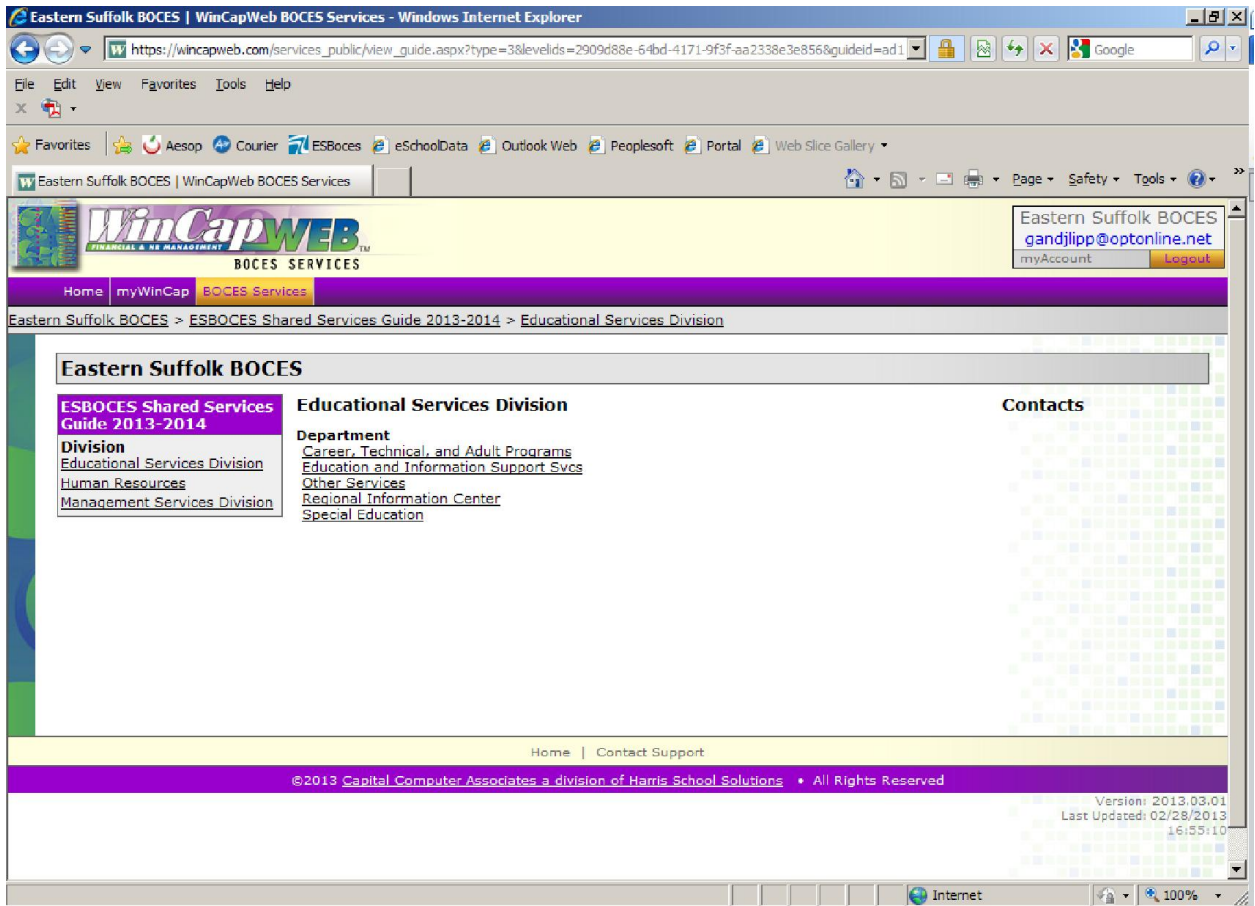 Eastern Suffolk BOCES | WinCapWeb BOCES Services - Windows Internet Explorer
https://wincapweb.com/services_public/view_guide.aspx?type=3&levelids=2909d88e-64bd-4171-9f3f-aa2338e3e856&guideid=ad1
Google
File Edit View Favorites Tools Help
x
Favorites Aesop Courier ESBoces eSchoolData Outlook Web Peoplesoft Portal Web Slice Gallery
Eastern Suffolk BOCES | WinCapWeb BOCES Services
Page Safety Tools »
WinCapWEB TM
FINANCIAL & HR MANAGEMENT
BOCES SERVICES
Eastern Suffolk BOCES
gandjlipp@optonline.net
myAccount Logout
Home myWinCap BOCES Services
Eastern Suffolk BOCES > ESBOCES Shared Services Guide 2013-2014 > Educational Services Division
Eastern Suffolk BOCES
ESBOCES Shared Services
Guide 2013-2014
Division
Educational Services Division
Human Resources
Management Services Division
Educational Services Division
Department
Career, Technical, and Adult Programs
Education and Information Support Svcs
Other Services
Regional Information Center
Special Education
Contacts
Home | Contact Support
©2013 Capital Computer Associates a division of Harris School Solutions • All Rights Reserved
Version: 2013.03.01
Last Updated: 02/28/2013
16:55:10
Internet 100%